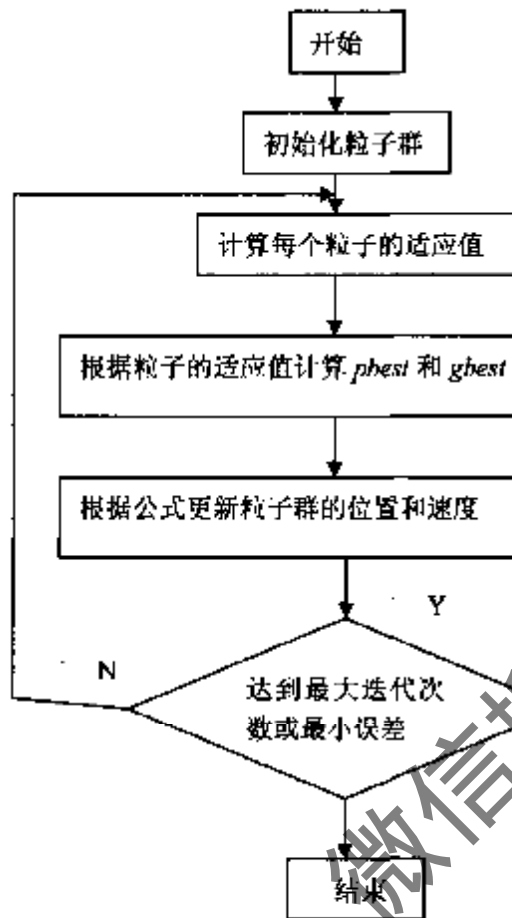 开始
初始化粒子群
计算每个粒子的适应值
根据粒子的适应值计算 pbest 和 gbest
根据公式更新粒子群的位置和速度
Y
N
达到最大迭代次
数或最小误差
结束
微信